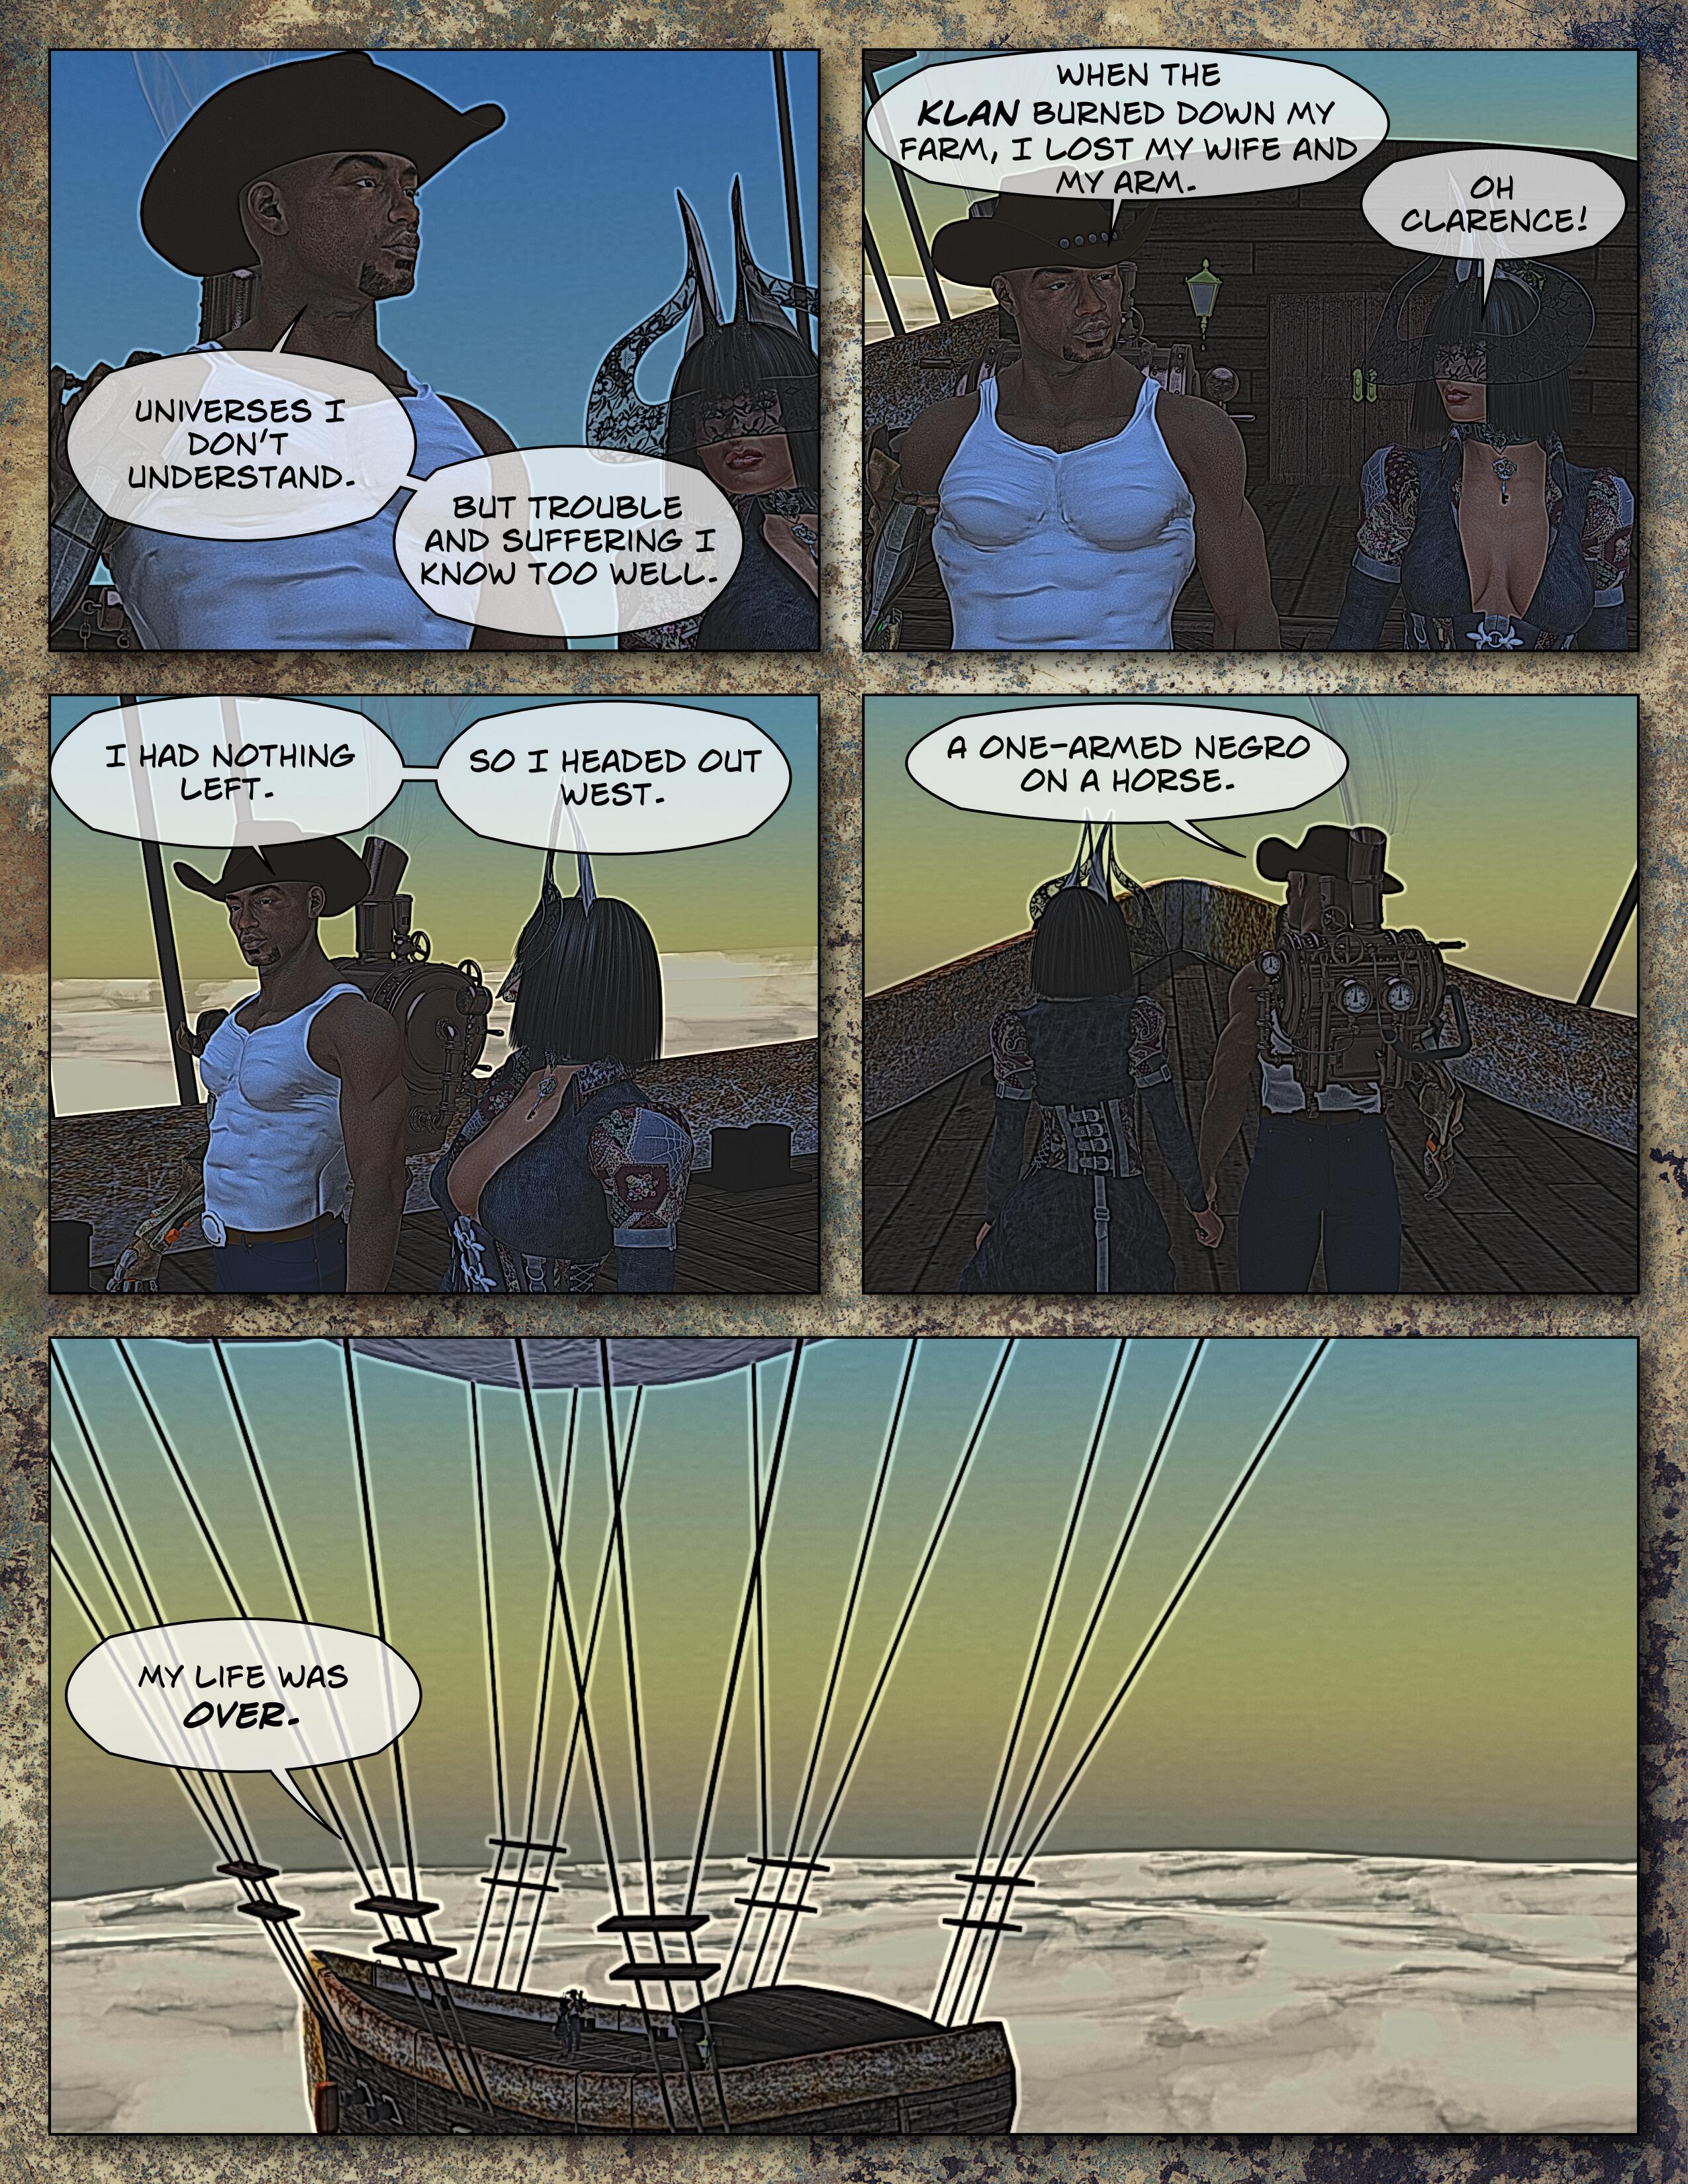 UNIVERSES I
DON'T
UNDERSTAND.
BUT TROUBLE
AND SUFFERING I
KNOW TOO WELL.
WHEN THE
KLAN BURNED DOWN MY
FARM, I LOST MY WIFE AND
MY ARM.
OH
CLARENCE!
I HAD NOTHING
LEFT.
SO I HEADED OUT
WEST.
A ONE-ARMED NEGRO
ON A HORSE.
MY LIFE WAS
OVER.